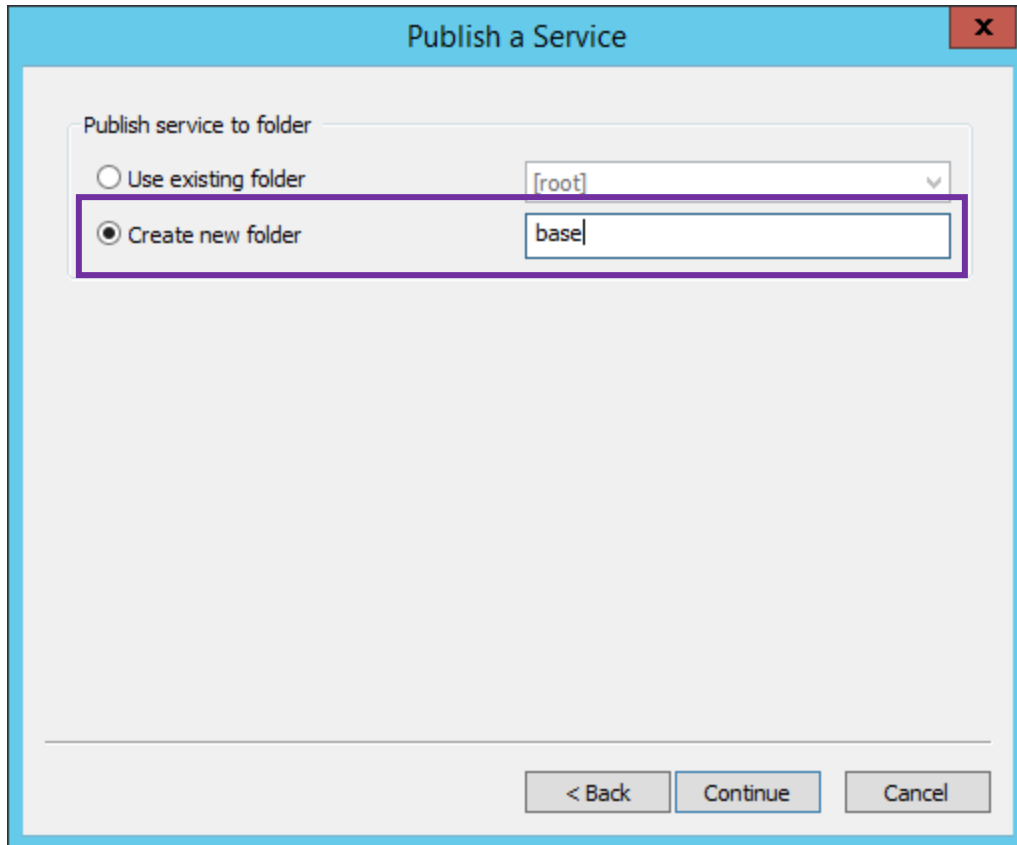 Publish a Service
x
Publish service to folder
Use existing folder [root]
Create new folder base
< Back Continue Cancel